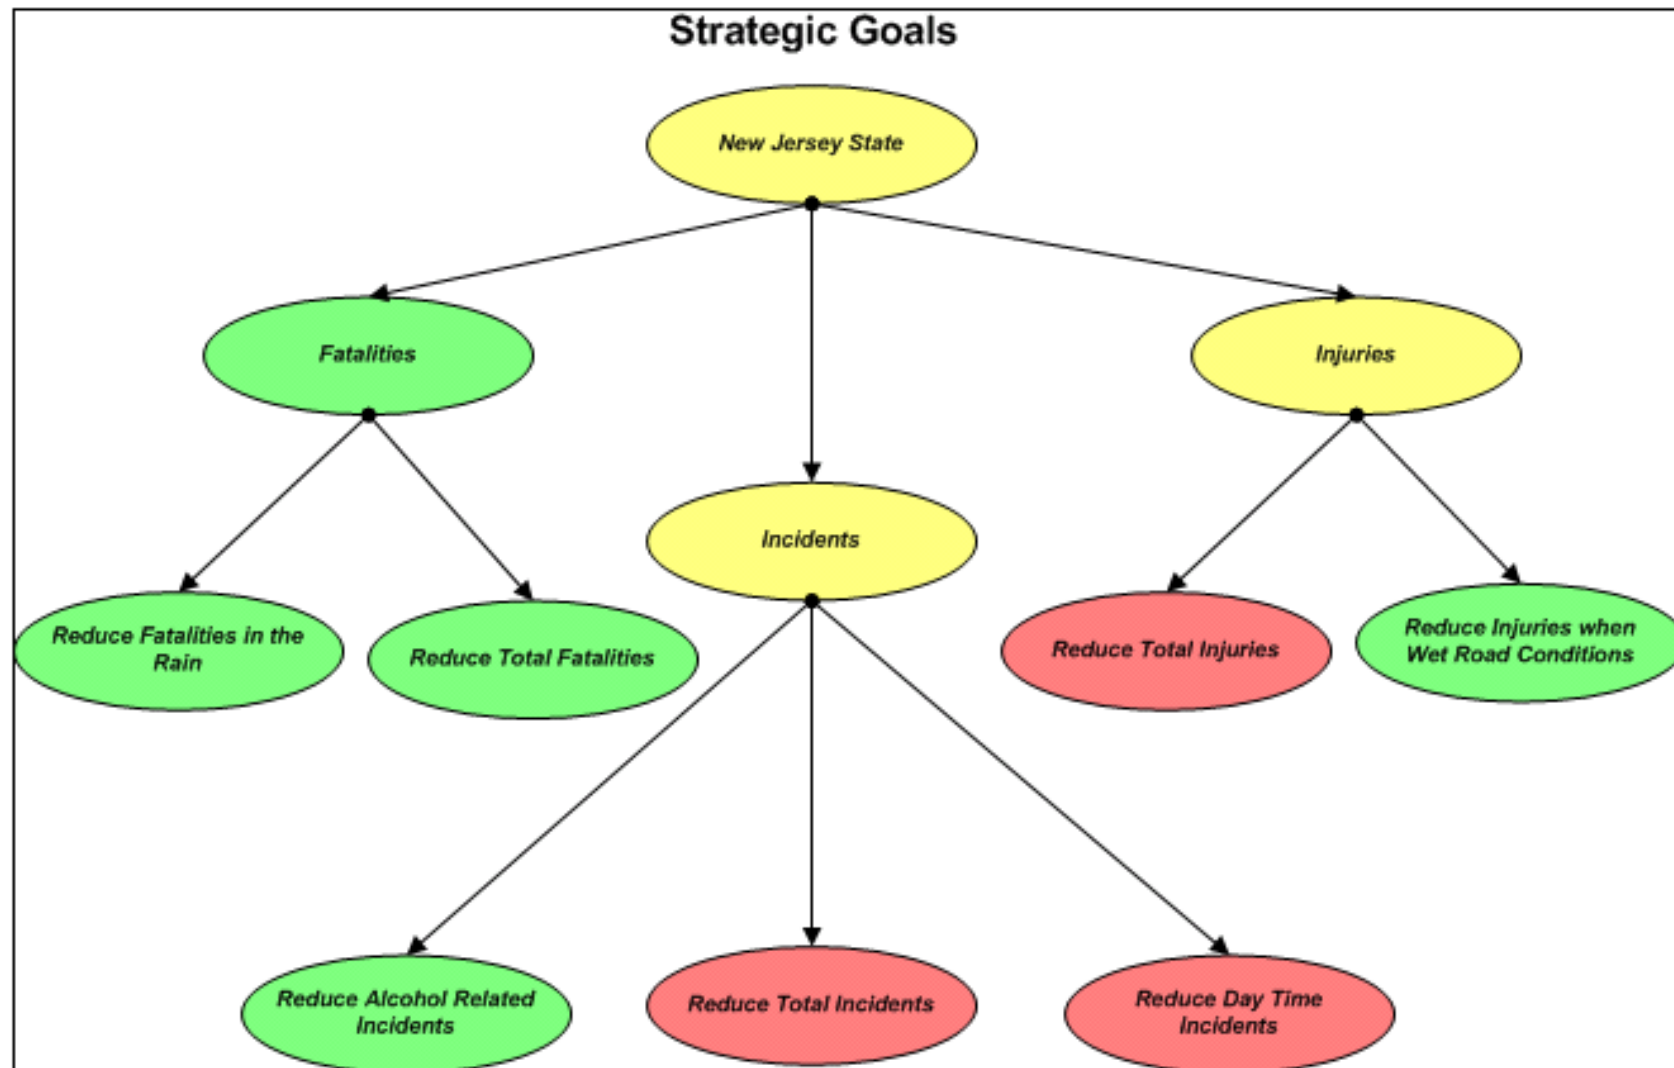 Strategic Goals
New Jersey State
Fatalities
Injuries
Incidents
Reduce Fatalities in the
Rain
Reduce Total Fatalities
Reduce Total Injuries
Reduce Injuries when
Wet Road Conditions
Reduce Alcohol Related
Incidents
Reduce Total Incidents
Reduce Day Time
Incidents